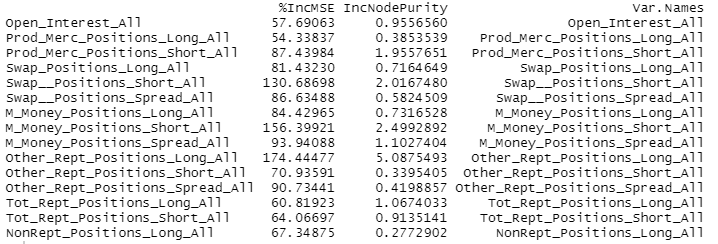 %IncMSE IncNodePurity Var.Names
Open_Interest_All 57.69063 0.9556560 Open_Interest_All
Prod_Merc_Positions_Long_All 54.33837 0.3853539 Prod_Merc_Positions_Long_All
Prod_Merc_Positions_Short_All 87.43984 1.9557651 Prod_Merc_Positions_Short_All
Swap_Positions_Long_All 81.43230 0.7164649 Swap_Positions_Long_All
Swap__Positions_Short_All 130.68698 2.0167480 Swap__Positions_Short_All
Swap__Positions_Spread_All 86.63488 0.5824509 Swap__Positions_Spread_All
M_Money_Positions_Long_All 84.42965 0.7316528 M_Money_Positions_Long_All
M_Money_Positions_Short_All 156.39921 2.4992892 M_Money_Positions_Short_All
M_Money_Positions_Spread_All 93.94088 1.1027404 M_Money_Positions_Spread_All
Other_Rept_Positions_Long_All 174.44477 5.0875493 Other_Rept_Positions_Long_All
Other_Rept_Positions_Short_All 70.93591 0.3395405 Other_Rept_Positions_Short_All
Other_Rept_Positions_Spread_All 90.73441 0.4198857 Other_Rept_Positions_Spread_All
Tot_Rept_Positions_Long_All 60.81923 1.0674033 Tot_Rept_Positions_Long_All
Tot_Rept_Positions_Short_All 64.06697 0.9135141 Tot_Rept_Positions_Short_All
NonRept_Positions_Long_All 67.34875 0.2772902 NonRept_Positions_Long_All